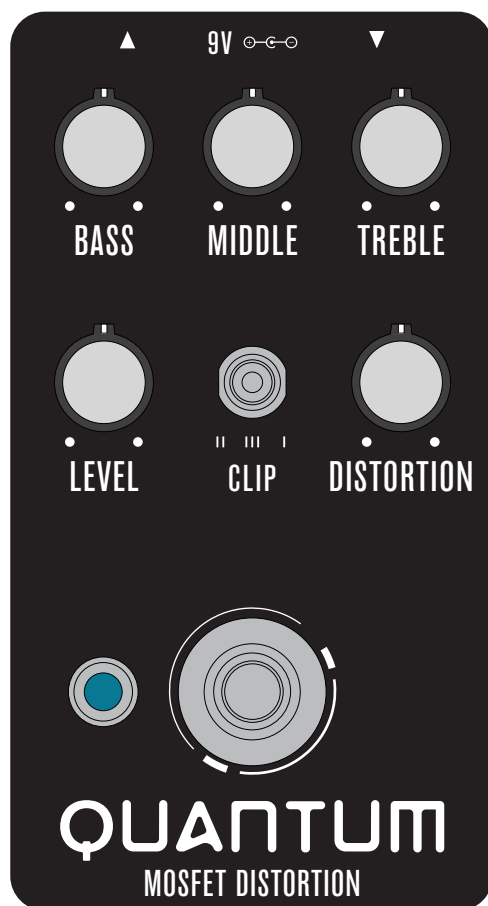 9V
BASS MIDDLE TREBLE
II III I
LEVEL CLIP DISTORTION
QUANTUM
MOSFET DISTORTION